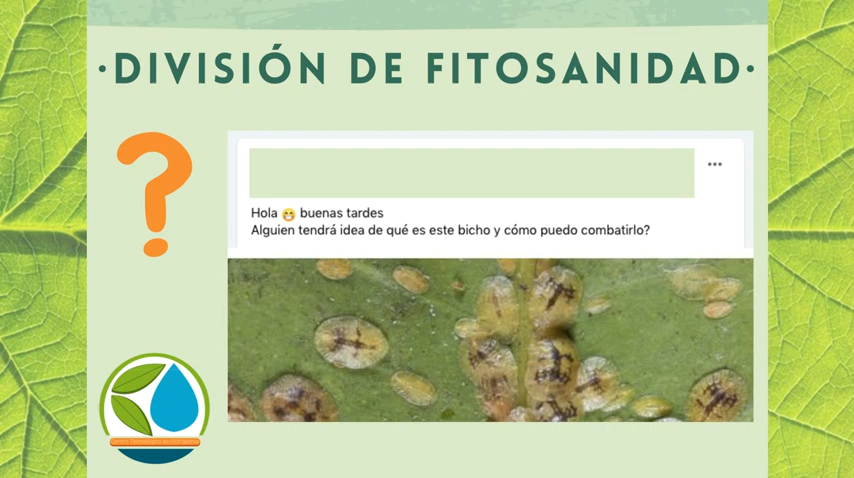 ·DIVISIÓN DE FITOSANIDAD·
?
Hola 😁 buenas tardes
Alguien tendrá idea de qué es este bicho y cómo puedo combatirlo?